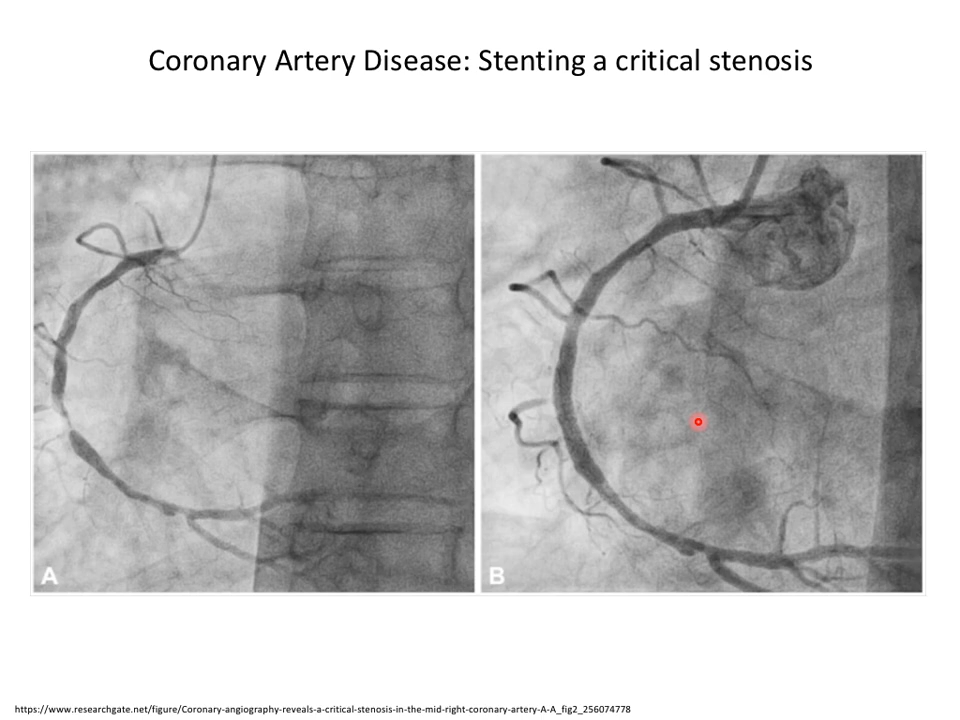 Coronary Artery Disease: Stenting a critical stenosis
A
B
https://www.researchgate.net/figure/Coronary-angiography-reveals-a-critical-stenosis-in-the-mid-right-coronary-artery-A-A_fig2_256074778